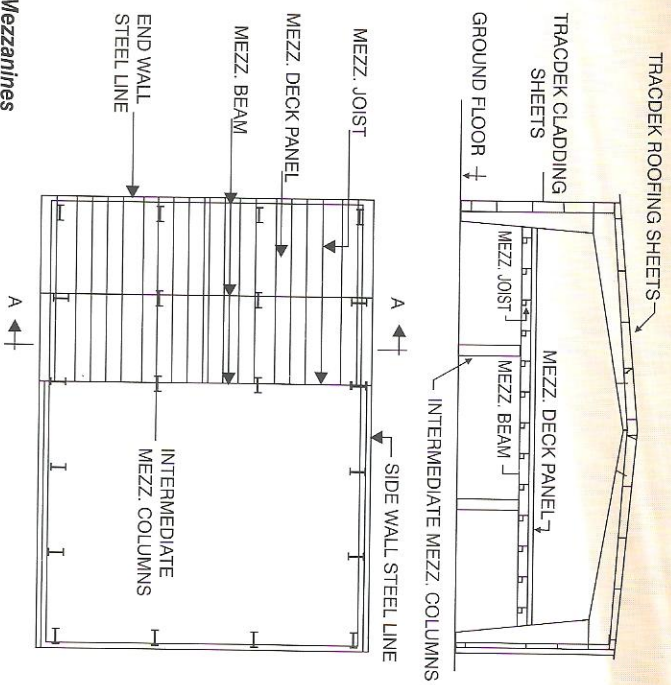 TRACDEK ROOFING SHEETS
TRACDEK CLADDING
SHEETS
GROUND FLOOR
MEZZ. JOIST
MEZZ. DECK PANEL
MEZZ. BEAM
INTERMEDIATE MEZZ. COLUMNS
MEZZ. JOIST
MEZZ. DECK PANEL
MEZZ. BEAM
END WALL
STEEL LINE
A
A
SIDE WALL STEEL LINE
INTERMEDIATE
MEZZ. COLUMNS
Mezzanines